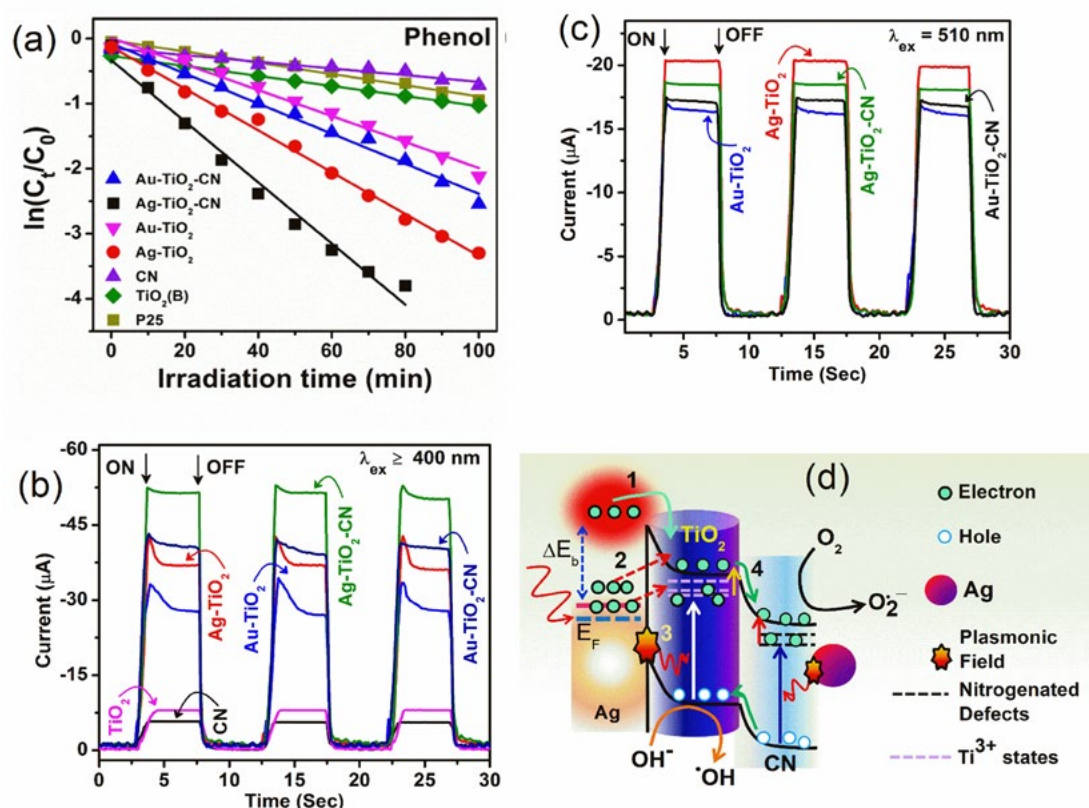 (a)
Phenol
ln(Cₜ/C₀)
0
-1
-2
-3
-4
Au-TiO₂-CN
Ag-TiO₂-CN
Au-TiO₂
Ag-TiO₂
CN
TiO₂(B)
P25
0 20 40 60 80 100
Irradiation time (min)
(c)
ON OFF
λₑₓ = 510 nm
Current (µA)
-20
-15
-10
-5
0
Au-TiO₂
Ag-TiO₂
Ag-TiO₂-CN
Au-TiO₂-CN
5 10 15 20 25 30
Time (Sec)
(b)
ON OFF
λₑₓ ≥ 400 nm
Current (µA)
-60
-45
-30
-15
0
TiO₂
CN
Ag-TiO₂
Au-TiO₂
Ag-TiO₂-CN
Au-TiO₂-CN
0 5 10 15 20 25 30
Time (Sec)
(d)
1
TiO₂
ΔE_b
2
4
E_F
3
Ag
OH⁻
˙OH
CN
O₂
O₂˙⁻
Electron
Hole
Ag
Plasmonic
Field
Nitrogenated
Defects
Ti³⁺ states